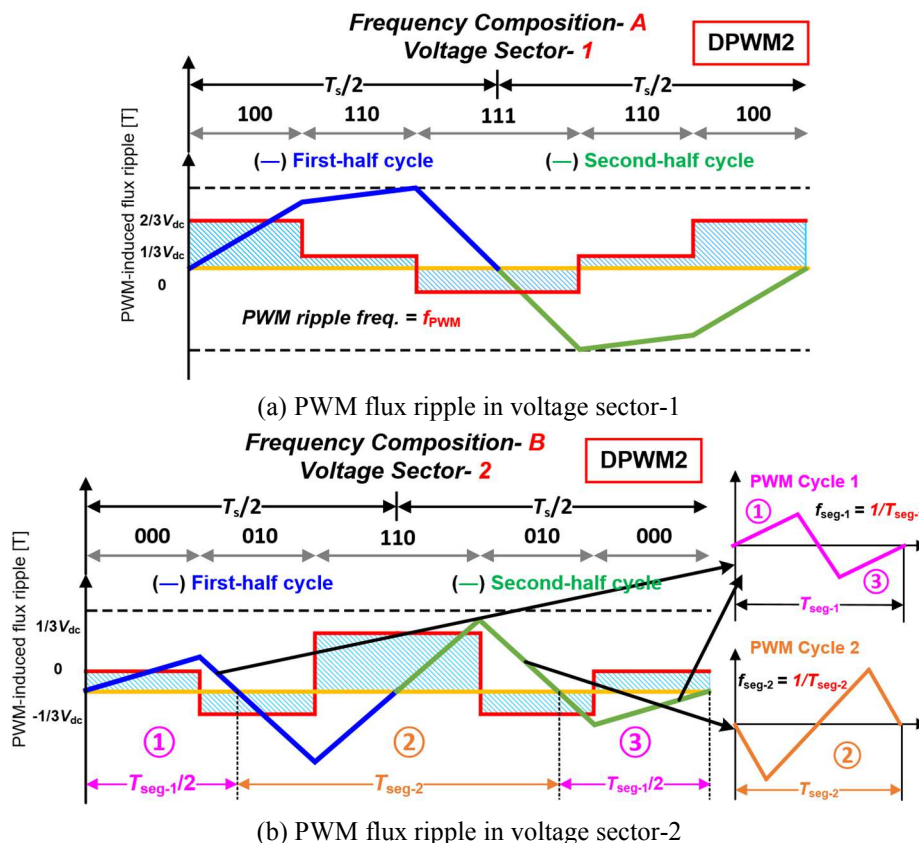 Frequency Composition- A
Voltage Sector- 1
DPWM2
Ts/2 Ts/2
100 110 111 110 100
(—) First-half cycle (—) Second-half cycle
PWM-induced flux ripple [T]
2/3Vdc
1/3Vdc
0
PWM ripple freq. = fPWM
(a) PWM flux ripple in voltage sector-1
Frequency Composition- B
Voltage Sector- 2
DPWM2
Ts/2 Ts/2
000 010 110 010 000
(—) First-half cycle (—) Second-half cycle
PWM-induced flux ripple [T]
1/3Vdc
0
-1/3Vdc
① ② ③
Tseg-1/2 Tseg-2 Tseg-1/2
PWM Cycle 1
① fseg-1 = 1/Tseg-1
③
Tseg-1
PWM Cycle 2
fseg-2 = 1/Tseg-2
②
Tseg-2
(b) PWM flux ripple in voltage sector-2